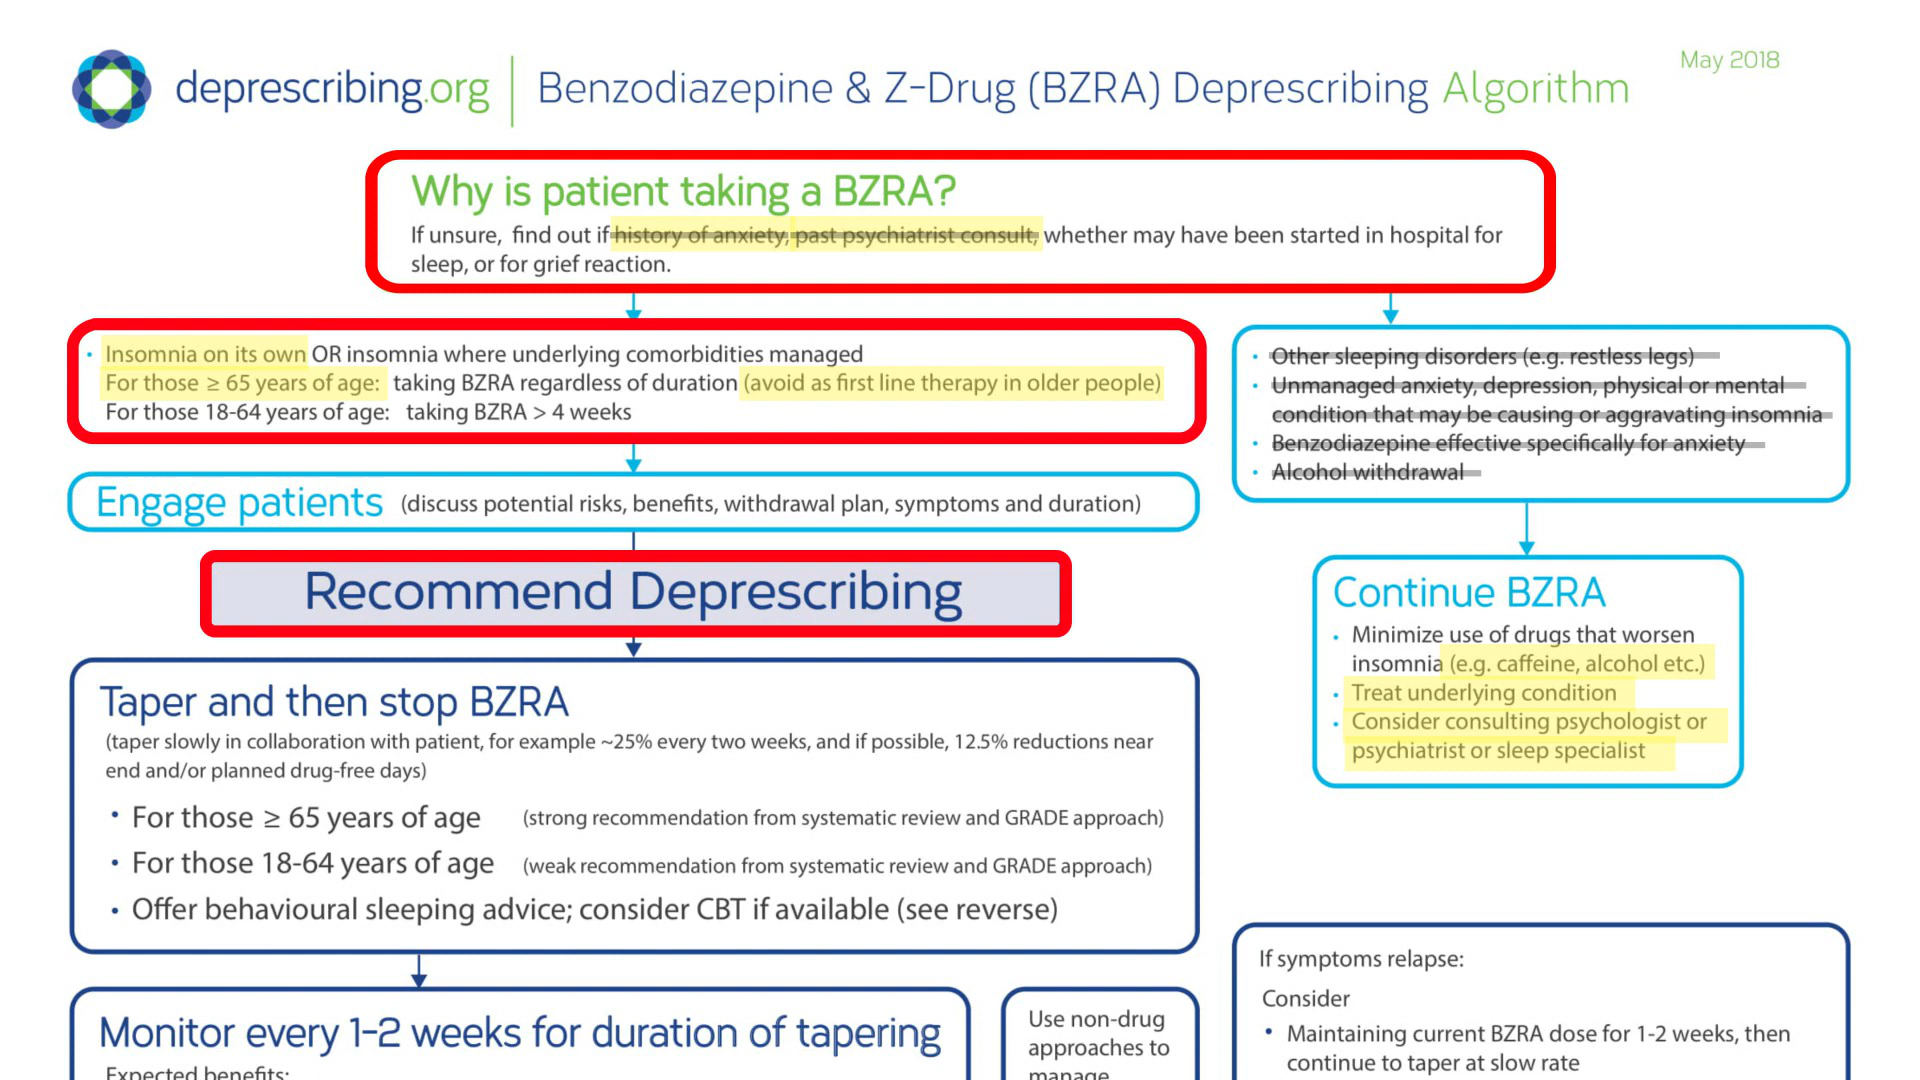 May 2018
deprescribing.org | Benzodiazepine & Z-Drug (BZRA) Deprescribing Algorithm
Why is patient taking a BZRA?
If unsure, find out if history of anxiety, past psychiatrist consult, whether may have been started in hospital for
sleep, or for grief reaction.
• Insomnia on its own OR insomnia where underlying comorbidities managed
For those ≥ 65 years of age: taking BZRA regardless of duration (avoid as first line therapy in older people)
For those 18-64 years of age: taking BZRA > 4 weeks
• Other sleeping disorders (e.g. restless legs)
• Unmanaged anxiety, depression, physical or mental
condition that may be causing or aggravating insomnia
• Benzodiazepine effective specifically for anxiety
• Alcohol withdrawal
Engage patients (discuss potential risks, benefits, withdrawal plan, symptoms and duration)
Recommend Deprescribing
Continue BZRA
• Minimize use of drugs that worsen
insomnia (e.g. caffeine, alcohol etc.)
• Treat underlying condition
• Consider consulting psychologist or
psychiatrist or sleep specialist
Taper and then stop BZRA
(taper slowly in collaboration with patient, for example ~25% every two weeks, and if possible, 12.5% reductions near
end and/or planned drug-free days)
• For those ≥ 65 years of age (strong recommendation from systematic review and GRADE approach)
• For those 18-64 years of age (weak recommendation from systematic review and GRADE approach)
• Offer behavioural sleeping advice; consider CBT if available (see reverse)
Monitor every 1-2 weeks for duration of tapering
Expected benefits:
Use non-drug
approaches to
manage
If symptoms relapse:
Consider
• Maintaining current BZRA dose for 1-2 weeks, then
continue to taper at slow rate